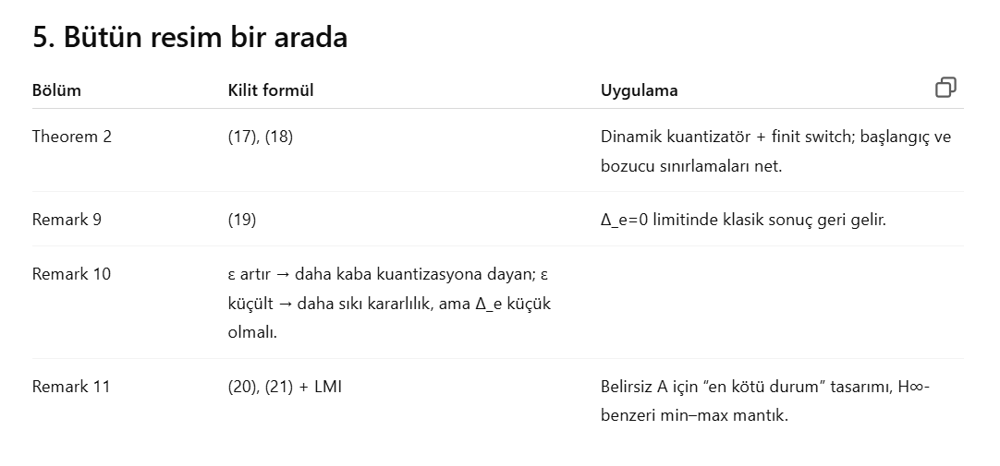 5. Bütün resim bir arada
Bölüm Kilit formül Uygulama
Theorem 2 (17), (18) Dinamik kuantizatör + finit switch; başlangıç ve
bozucu sınırlamaları net.
Remark 9 (19) Δ_e=0 limitinde klasik sonuç geri gelir.
Remark 10 ε artır → daha kaba kuantizasyona dayan; ε
küçült → daha sıkı kararlılık, ama Δ_e küçük
olmalı.
Remark 11 (20), (21) + LMI Belirsiz A için “en kötü durum” tasarımı, H∞-
benzeri min–max mantık.